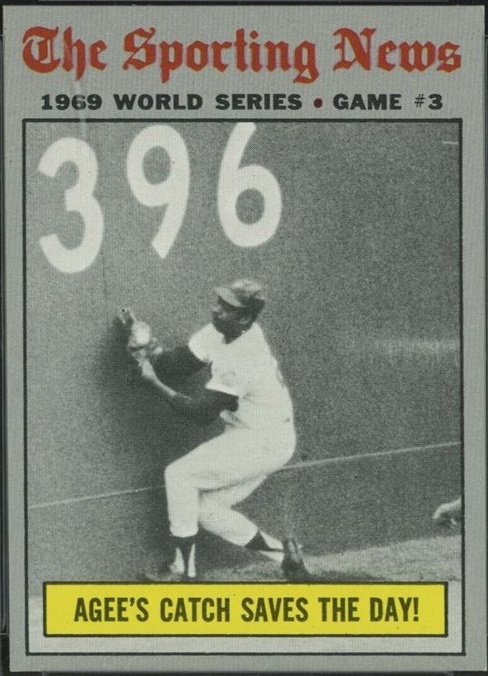 The Sporting News
1969 WORLD SERIES • GAME #3
396
AGEE'S CATCH SAVES THE DAY!